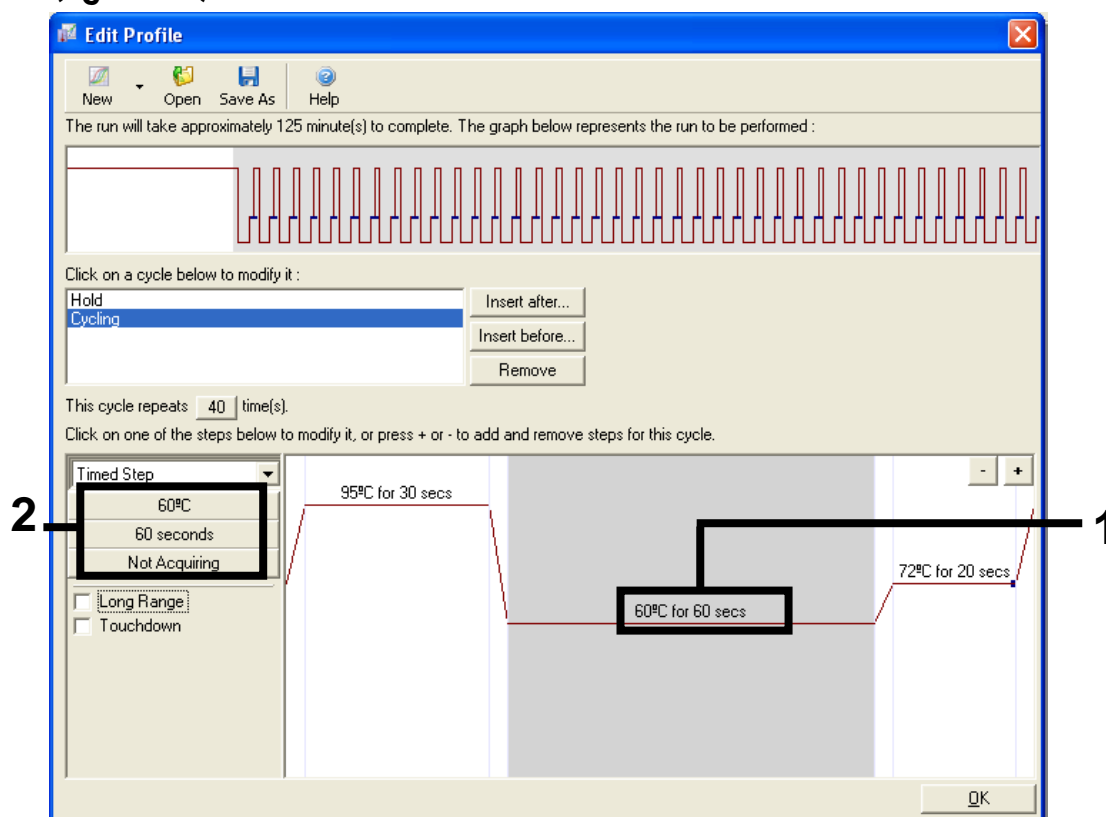 Edit Profile
New Open Save As Help
The run will take approximately 125 minute(s) to complete. The graph below represents the run to be performed :
Click on a cycle below to modify it :
Hold
Cycling
Insert after...
Insert before...
Remove
This cycle repeats 40 time(s).
Click on one of the steps below to modify it, or press + or - to add and remove steps for this cycle.
Timed Step
- +
95ºC for 30 secs
2
60ºC
60 seconds
Not Acquiring
1
72ºC for 20 secs
Long Range
60ºC for 60 secs
Touchdown
OK